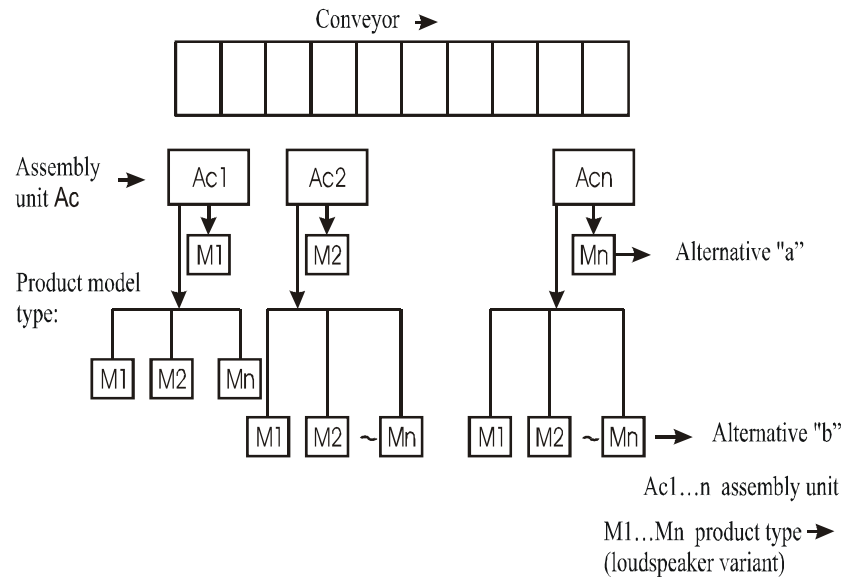 Conveyor
Assembly
unit Ac
Ac1 Ac2 Acn
M1 M2 Mn
Alternative "a”
Product model
type:
M1 M2 Mn
M1 M2 ~ Mn M1 M2 ~ Mn
Alternative "b”
Ac1...n assembly unit
M1...Mn product type
(loudspeaker variant)